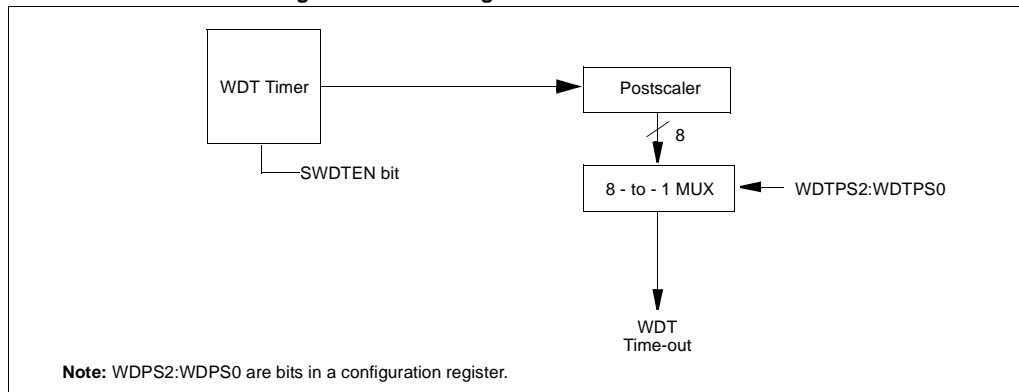 WDT Timer
Postscaler
8
SWDTEN bit
8 - to - 1 MUX
WDTPS2:WDTPS0
WDT
Time-out
Note: WDPS2:WDPS0 are bits in a configuration register.